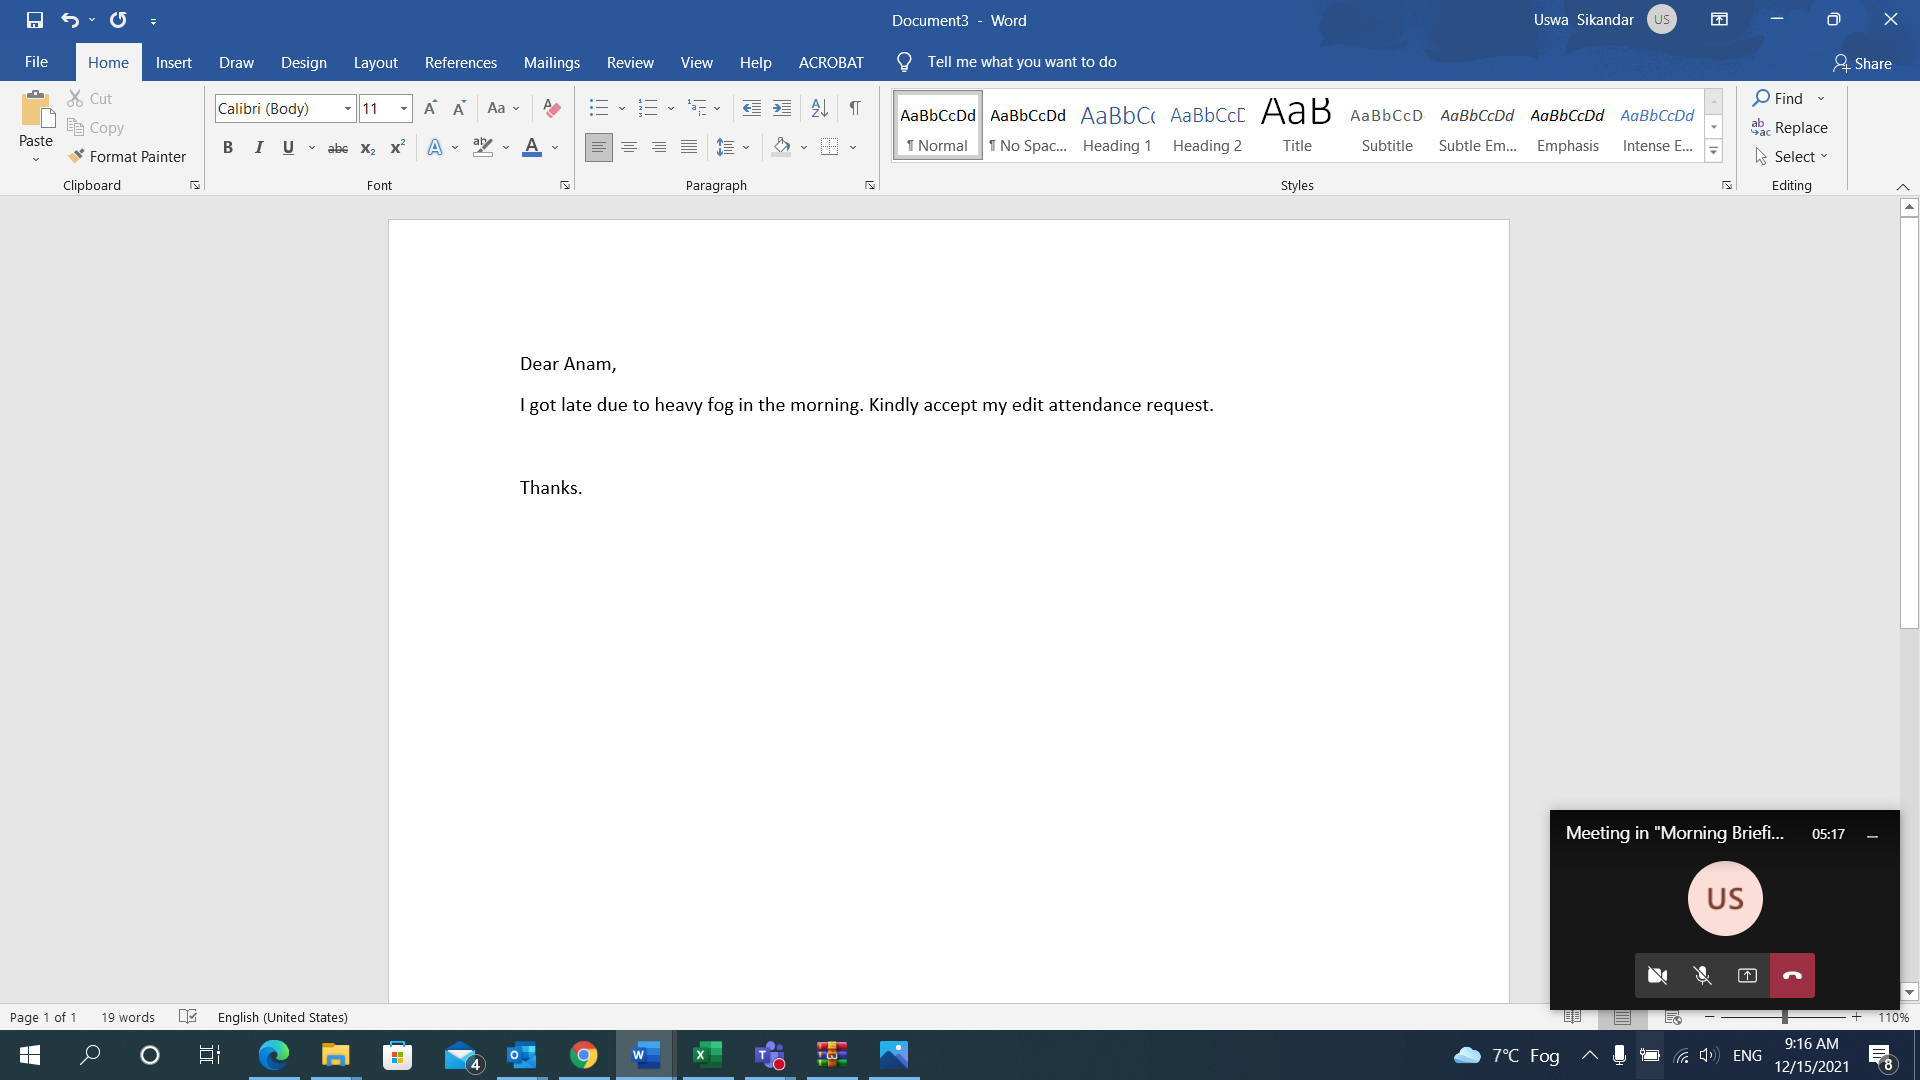 Document3 - Word
Uswa Sikandar US
File Home Insert Draw Design Layout References Mailings Review View Help ACROBAT Tell me what you want to do Share
Paste
Cut
Copy
Format Painter
Clipboard
Calibri (Body) 11
Font
Paragraph
AaBbCcDd AaBbCcDd AaBbC AaBbCcD AaB AaBbCcD AaBbCcDd AaBbCcDd AaBbCcDd
¶ Normal ¶ No Spac... Heading 1 Heading 2 Title Subtitle Subtle Em... Emphasis Intense E...
Styles
Find
Replace
Select
Editing
Dear Anam,
I got late due to heavy fog in the morning. Kindly accept my edit attendance request.
Thanks.
Meeting in "Morning Briefi... 05:17
US
Page 1 of 1 19 words English (United States) 110%
4
7°C Fog ENG 9:16 AM
12/15/2021
8